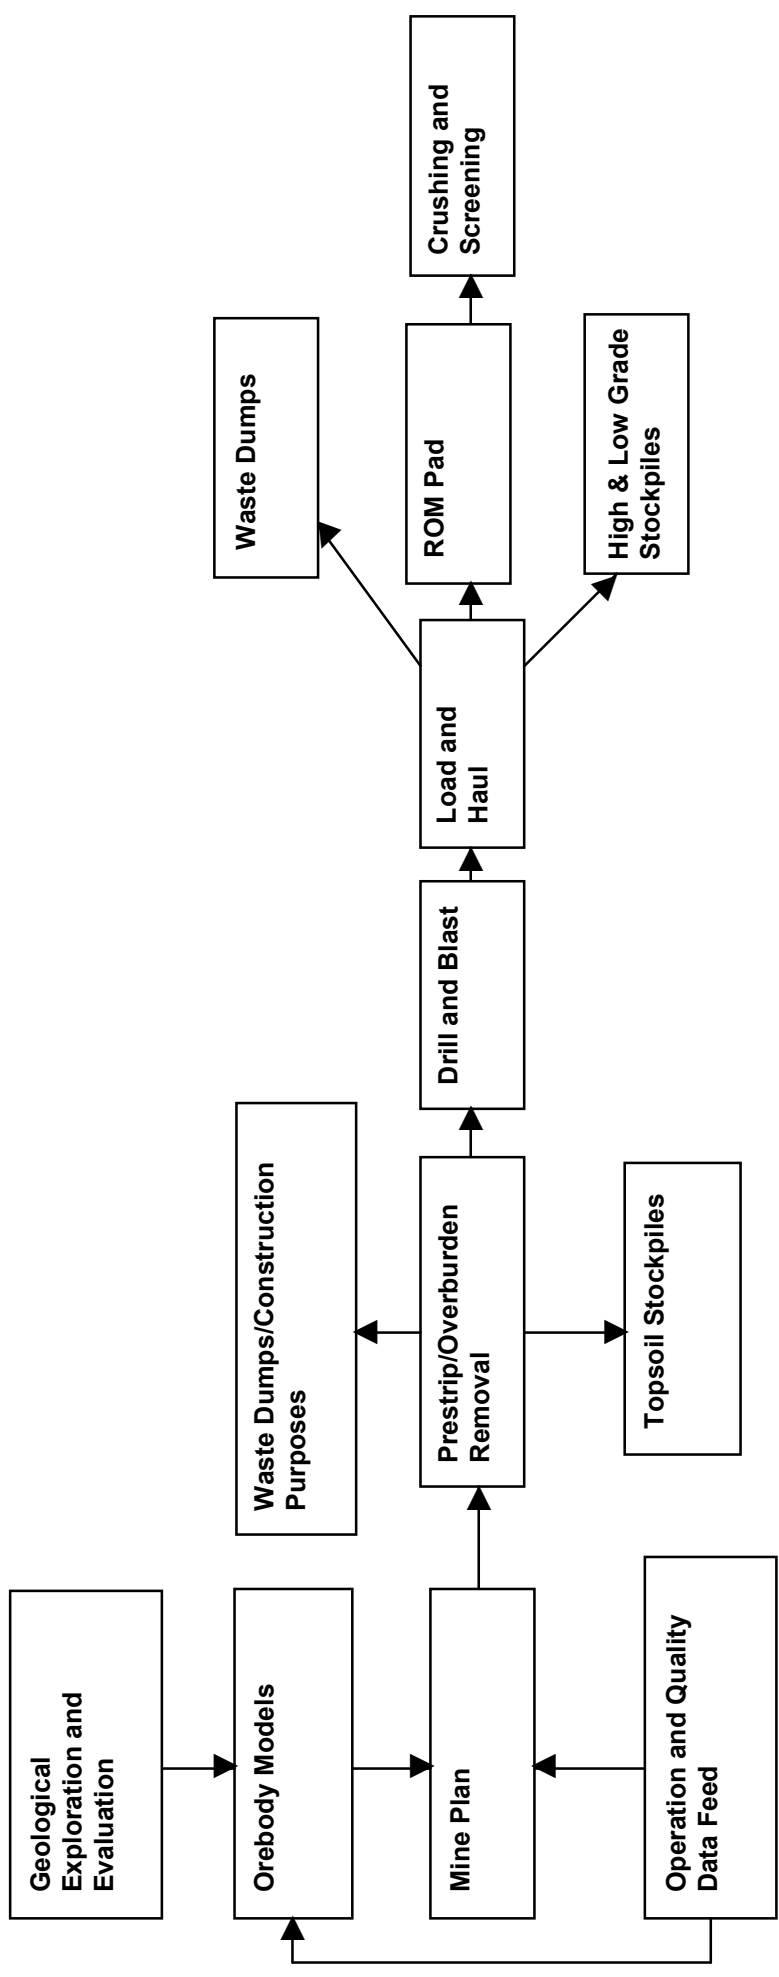 Geological
Exploration and
Evaluation
Orebody Models
Mine Plan
Operation and Quality
Data Feed
Waste Dumps/Construction
Purposes
Prestrip/Overburden
Removal
Topsoil Stockpiles
Drill and Blast
Load and
Haul
Waste Dumps
ROM Pad
High & Low Grade
Stockpiles
Crushing and
Screening